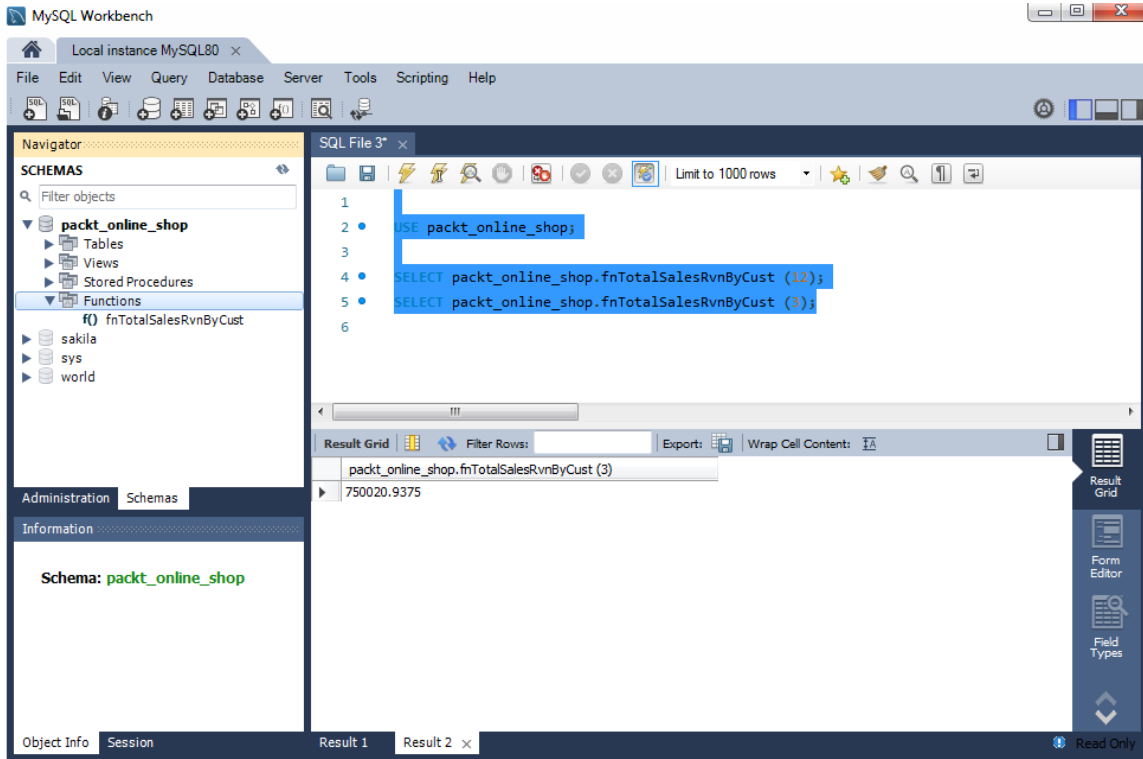 MySQL Workbench
Local instance MySQL80
File Edit View Query Database Server Tools Scripting Help
Navigator
SCHEMAS
Filter objects
packt_online_shop
Tables
Views
Stored Procedures
Functions
f() fnTotalSalesRvnByCust
sakila
sys
world
Administration Schemas
Information
Schema: packt_online_shop
Object Info Session
SQL File 3*
Limit to 1000 rows
1
2 USE packt_online_shop;
3
4 SELECT packt_online_shop.fnTotalSalesRvnByCust (12);
5 SELECT packt_online_shop.fnTotalSalesRvnByCust (3);
6
Result Grid Filter Rows: Export: Wrap Cell Content:
packt_online_shop.fnTotalSalesRvnByCust (3)
750020.9375
Result
Grid
Form
Editor
Field
Types
Result 1 Result 2
Read Only